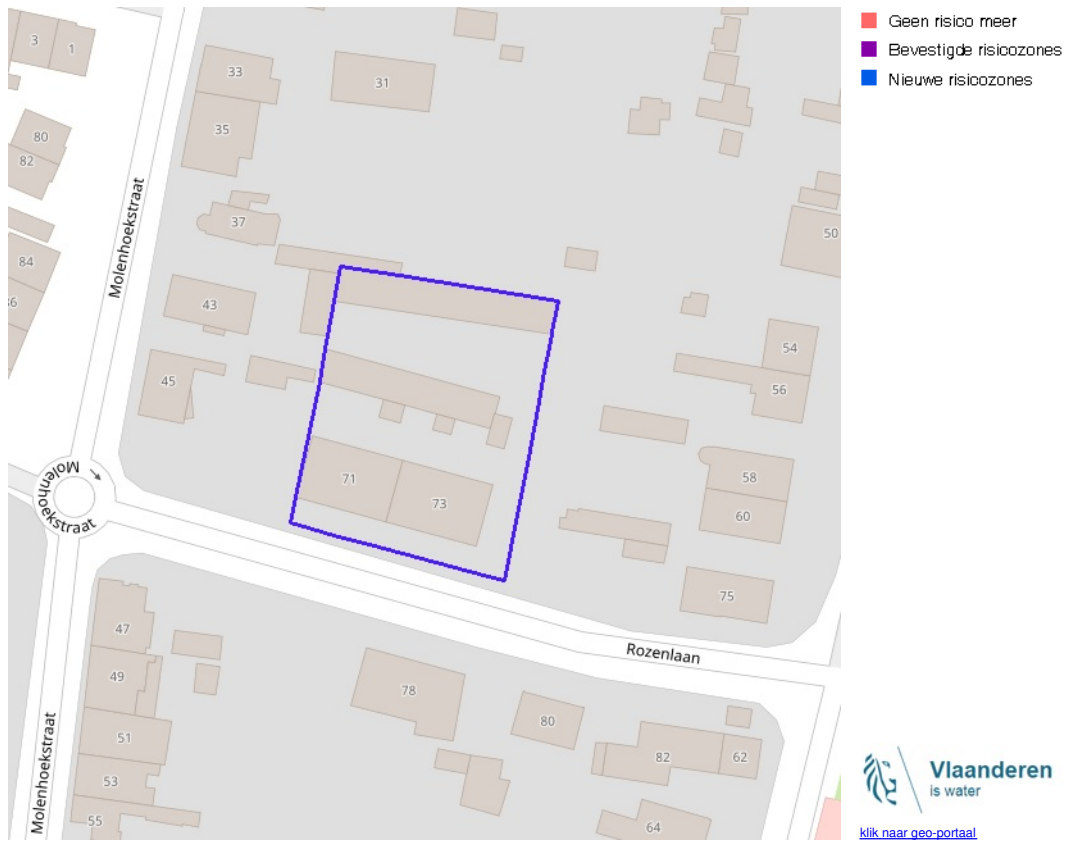 Geen risico meer
Bevestigde risicozones
Nieuwe risicozones
3
1
33
31
35
80
82
Molenhoekstraat
37
50
84
43
54
45
56
71
73
58
60
Molenhoekstraat
75
47
Rozenlaan
49
78
80
51
82
62
53
Molenhoekstraat
55
64
Vlaanderen
is water
klik naar geo-portaal